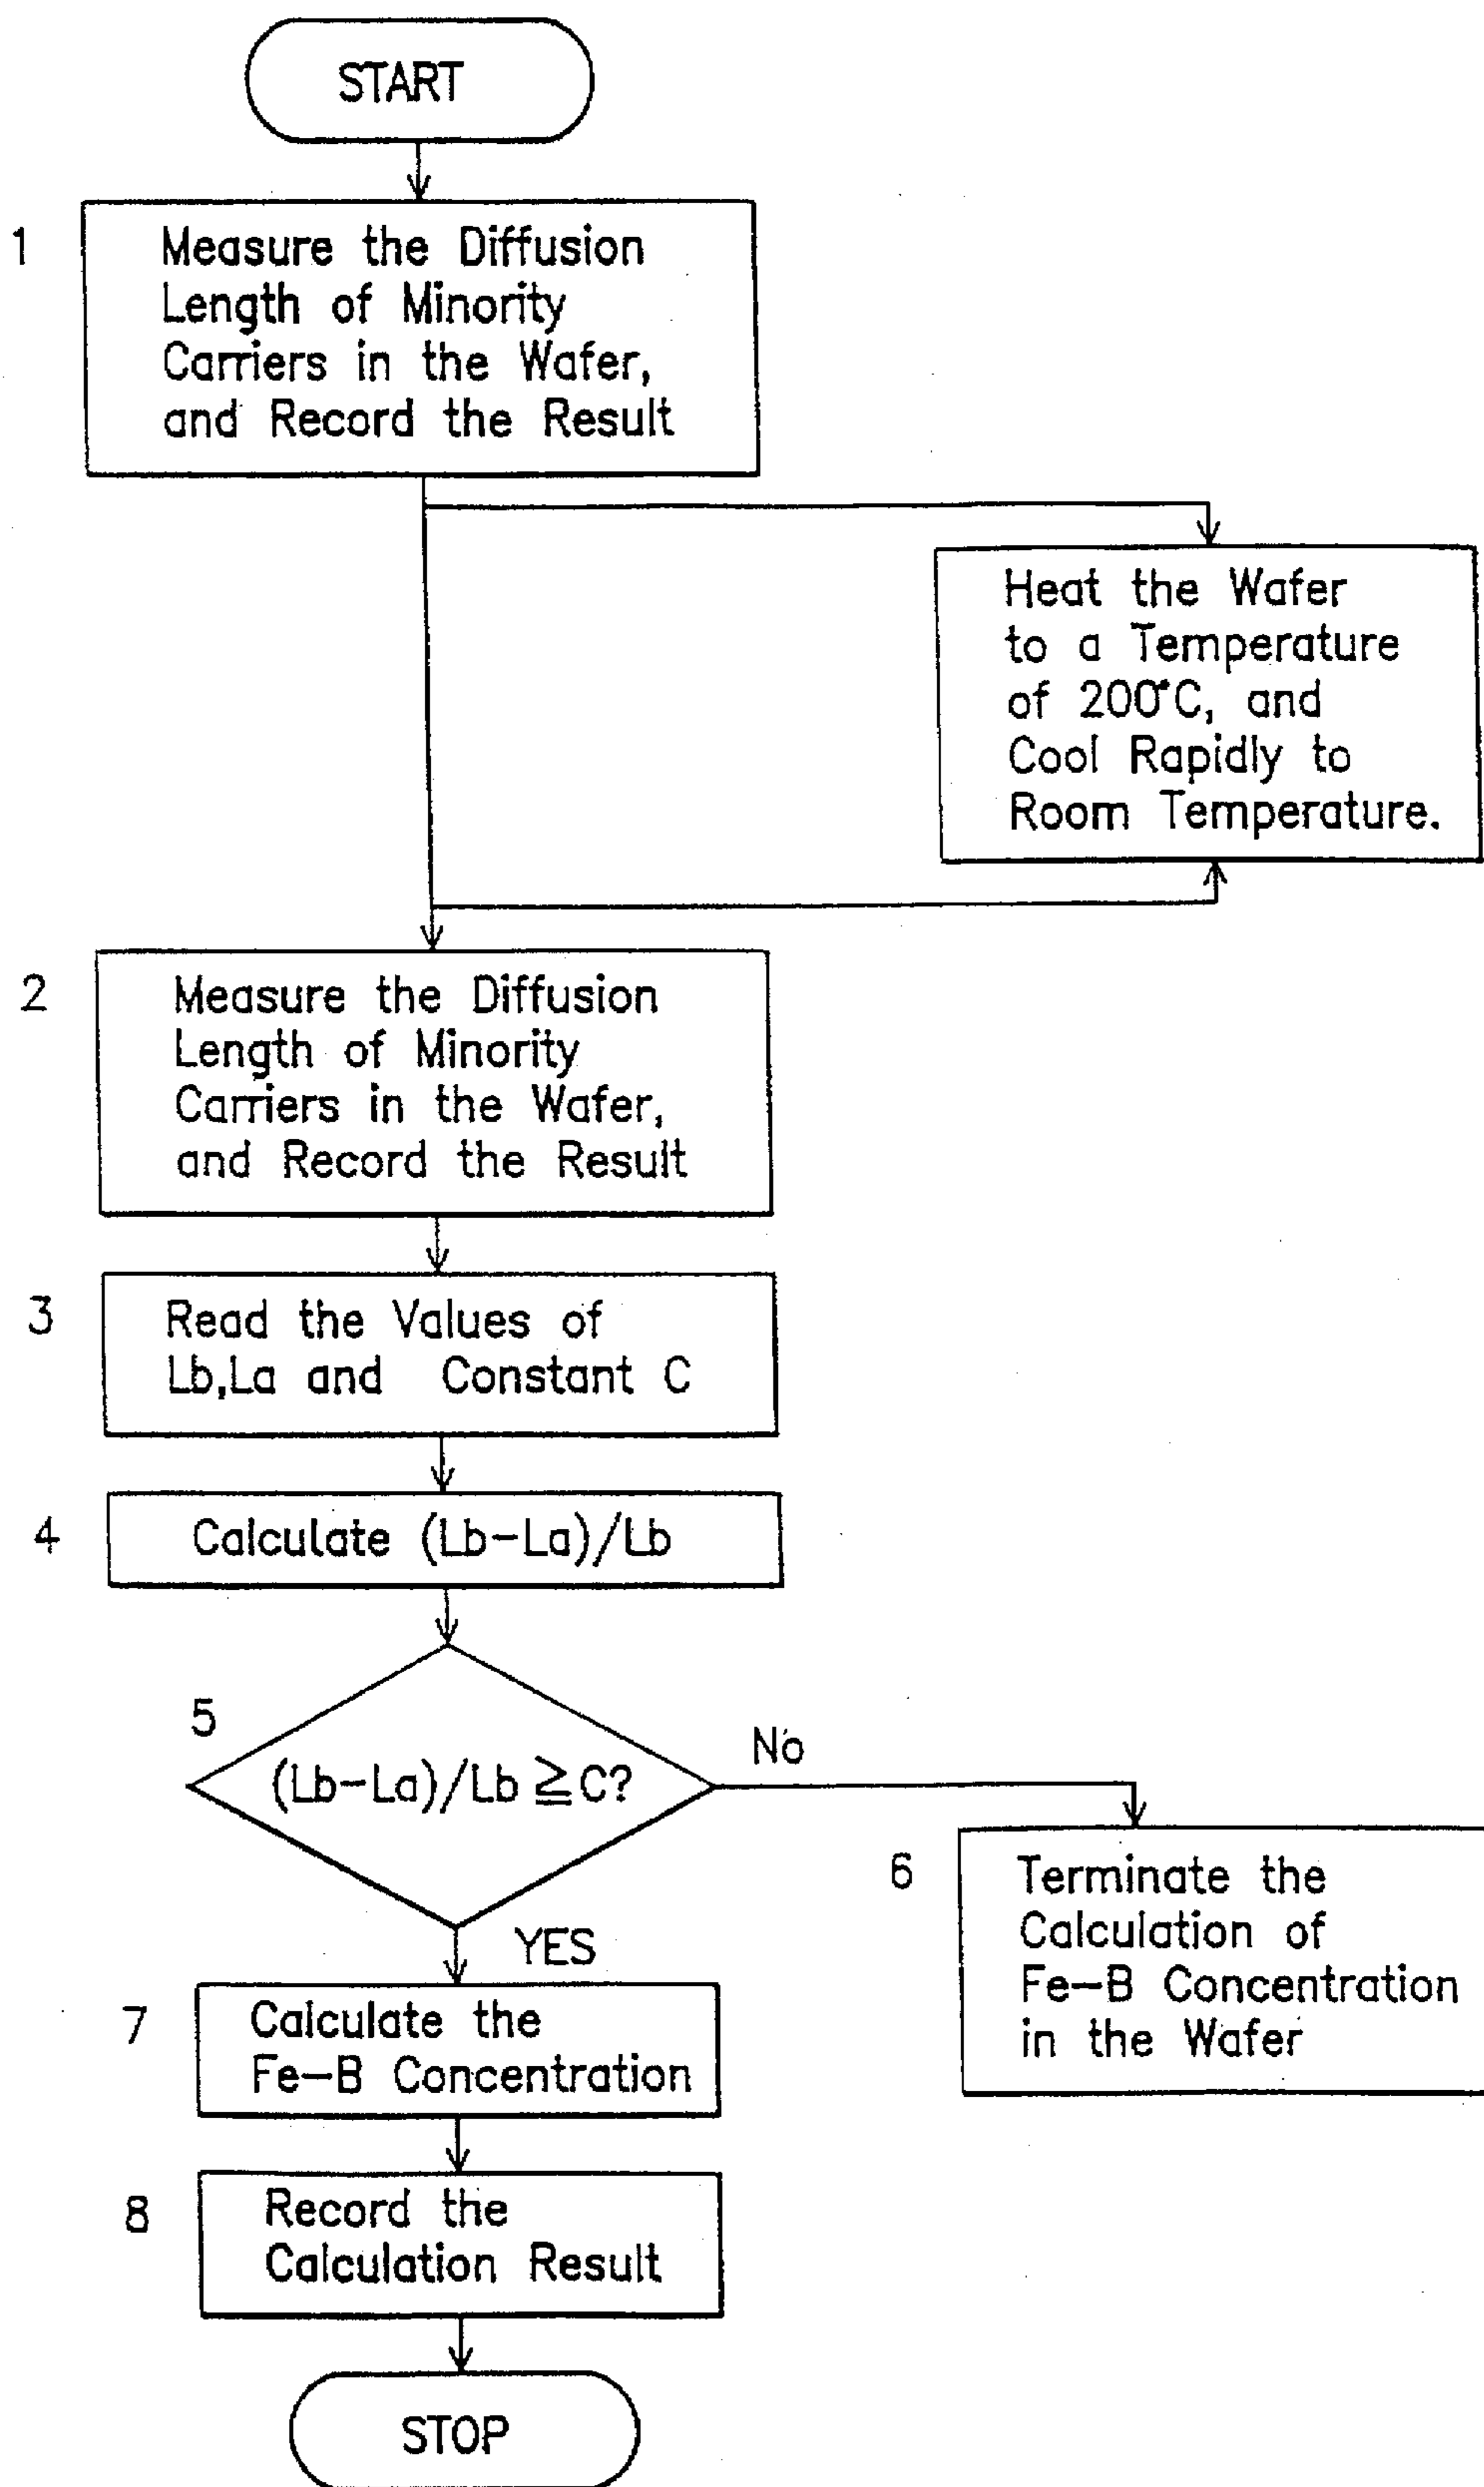 START
1
Measure the Diffusion
Length of Minority
Carriers in the Wafer,
and Record the Result
Heat the Wafer
to a Temperature
of 200°C, and
Cool Rapidly to
Room Temperature.
2
Measure the Diffusion
Length of Minority
Carriers in the Wafer,
and Record the Result
3
Read the Values of
Lb,La and Constant C
4
Calculate (Lb-La)/Lb
5
(Lb-La)/Lb ≧C?
No
6
Terminate the
Calculation of
Fe-B Concentration
in the Wafer
YES
7
Calculate the
Fe-B Concentration
8
Record the
Calculation Result
STOP